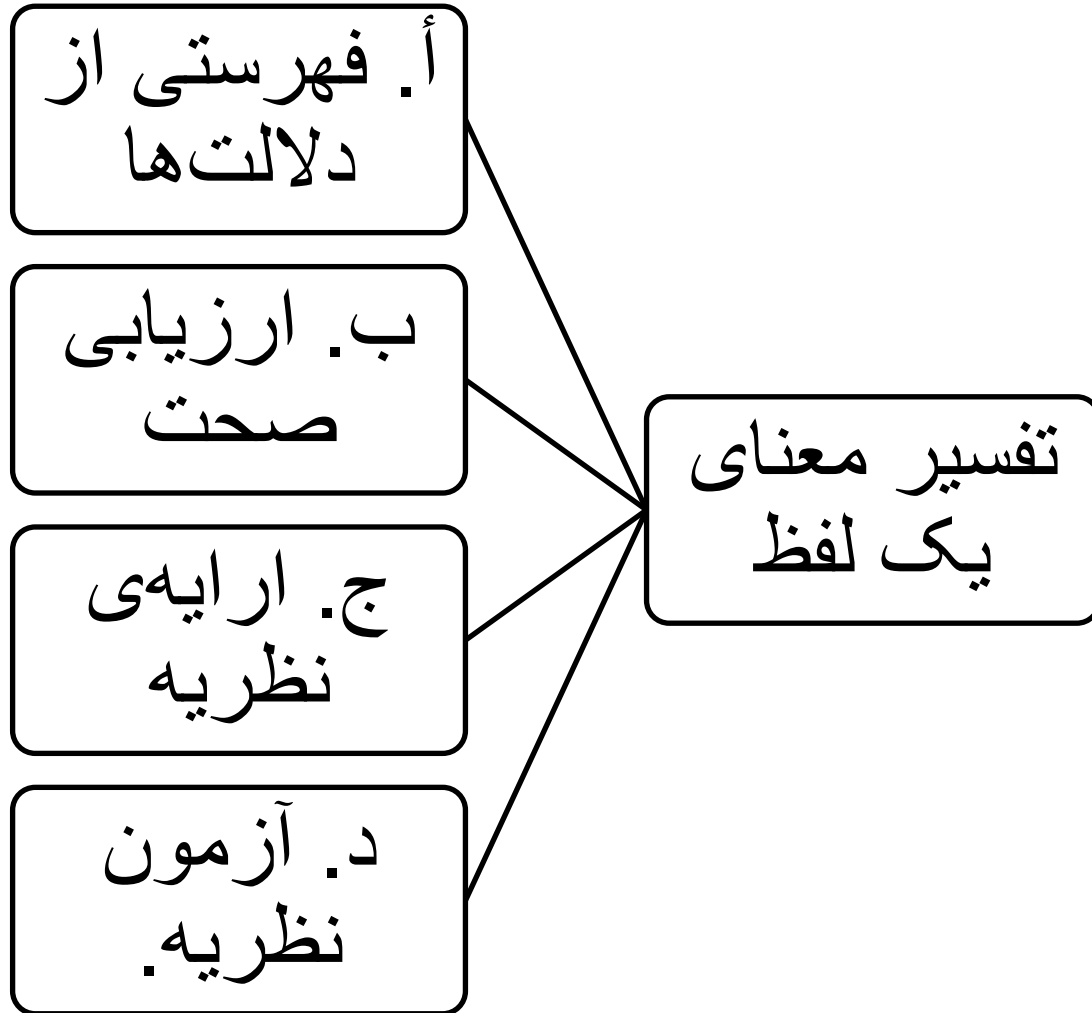 تفسیر معنای
یک لفظ
أ. فهرستی از
دلالت‌ها
ب. ارزیابی
صحت
ج. ارایه‌ی
نظریه
د. آزمون
نظریه.